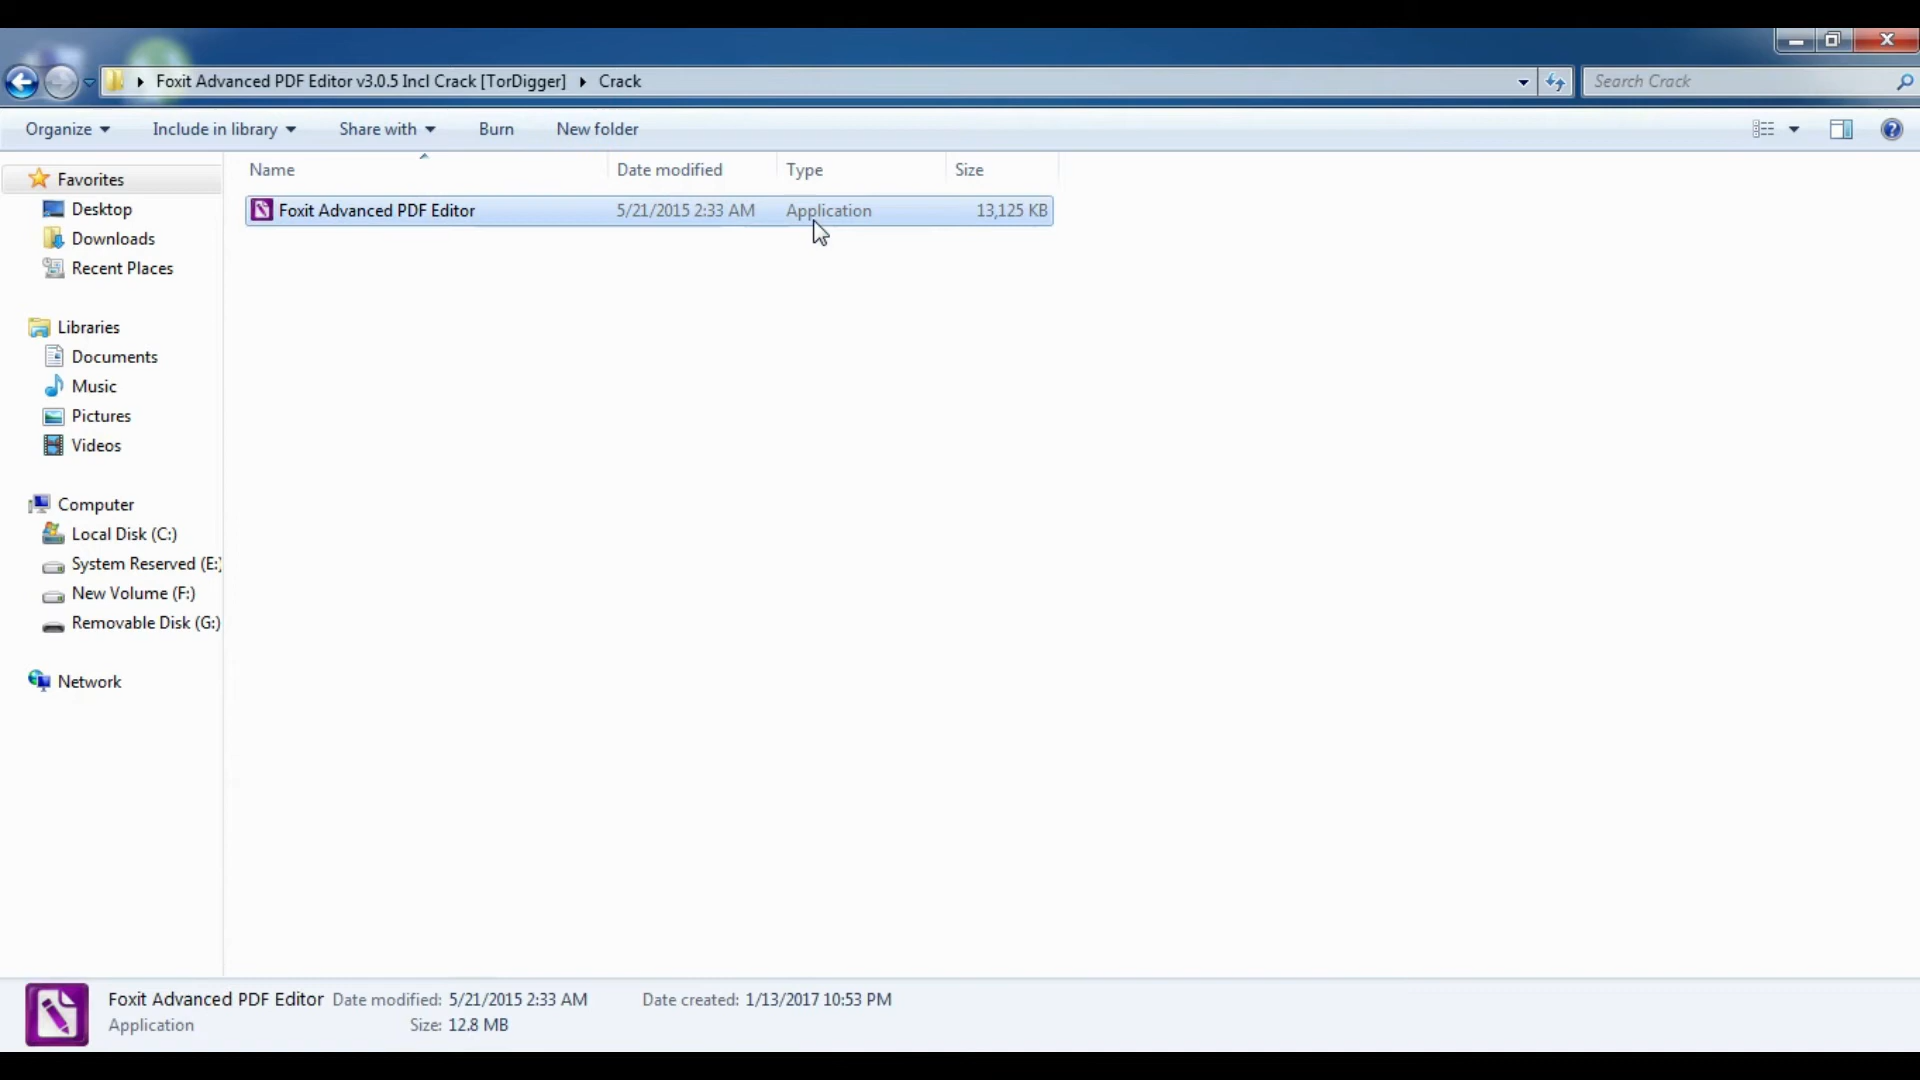 Foxit Advanced PDF Editor v3.0.5 Incl Crack [TorDigger] Crack
Search Crack
Organize Include in library Share with Burn New folder
Name Date modified Type Size
Foxit Advanced PDF Editor 5/21/2015 2:33 AM Application 13,125 KB
Favorites
Desktop
Downloads
Recent Places
Libraries
Documents
Music
Pictures
Videos
Computer
Local Disk (C:)
System Reserved (E:)
New Volume (F:)
Removable Disk (G:)
Network
Foxit Advanced PDF Editor Date modified: 5/21/2015 2:33 AM Date created: 1/13/2017 10:53 PM
Application Size: 12.8 MB